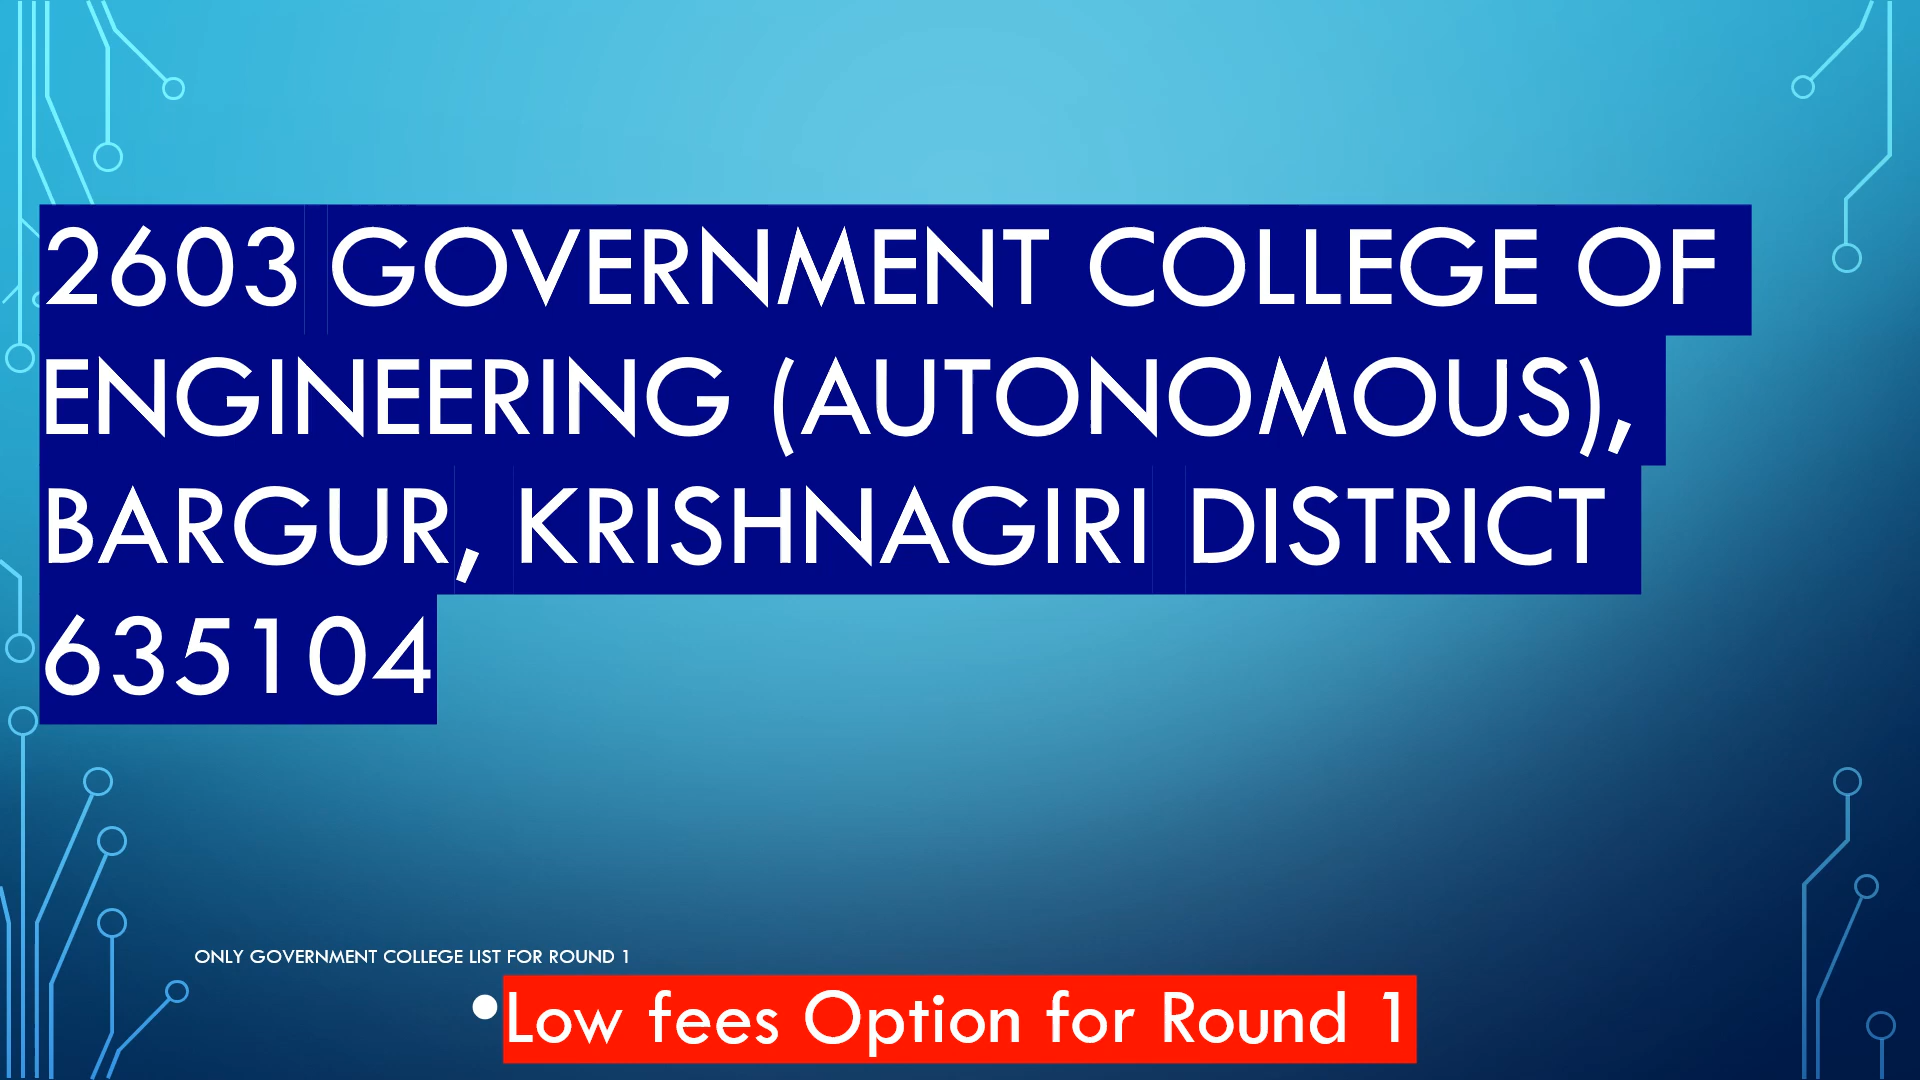 2603 GOVERNMENT COLLEGE OF
ENGINEERING (AUTONOMOUS),
BARGUR, KRISHNAGIRI DISTRICT
635104
ONLY GOVERNMENT COLLEGE LIST FOR ROUND 1
•Low fees Option for Round 1